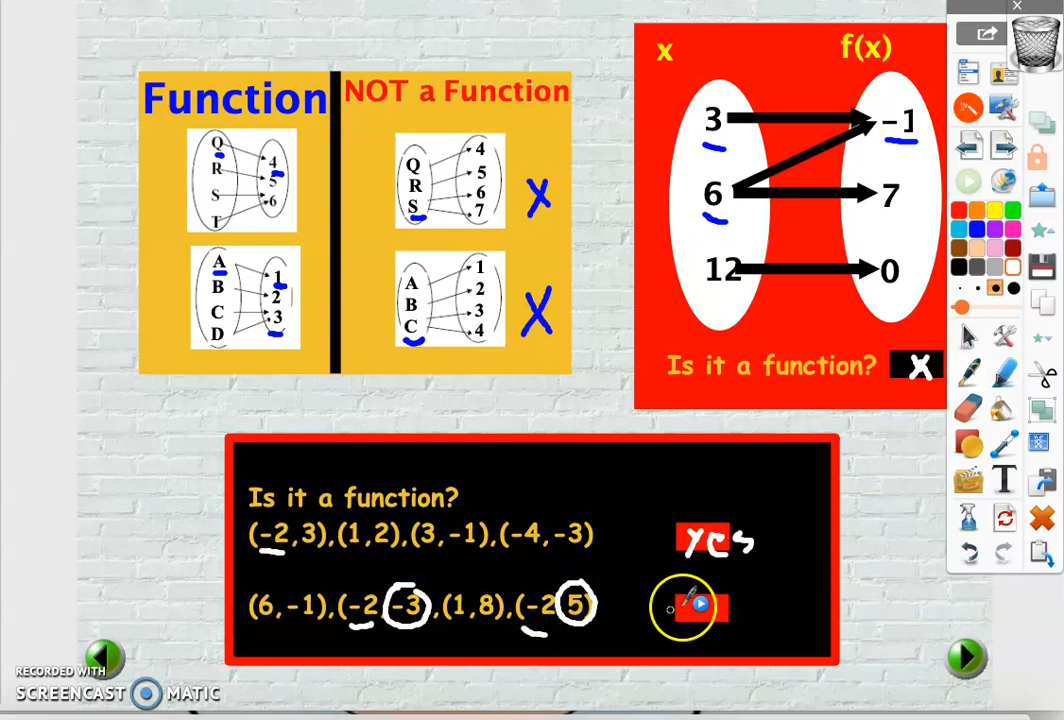 Function
NOT a Function
Q
R
S
T
4
5
6
Q
R
S
4
5
6
7
X
A
B
C
D
1
2
3
A
B
C
1
2
3
4
X
x
f(x)
3
-1
6
7
12
0
Is it a function?
X
Is it a function?
(-2,3),(1,2),(3,-1),(-4,-3)
yes
(6,-1),(-2,-3),(1,8),(-2,5)
RECORDED WITH
SCREENCAST MATIC
T